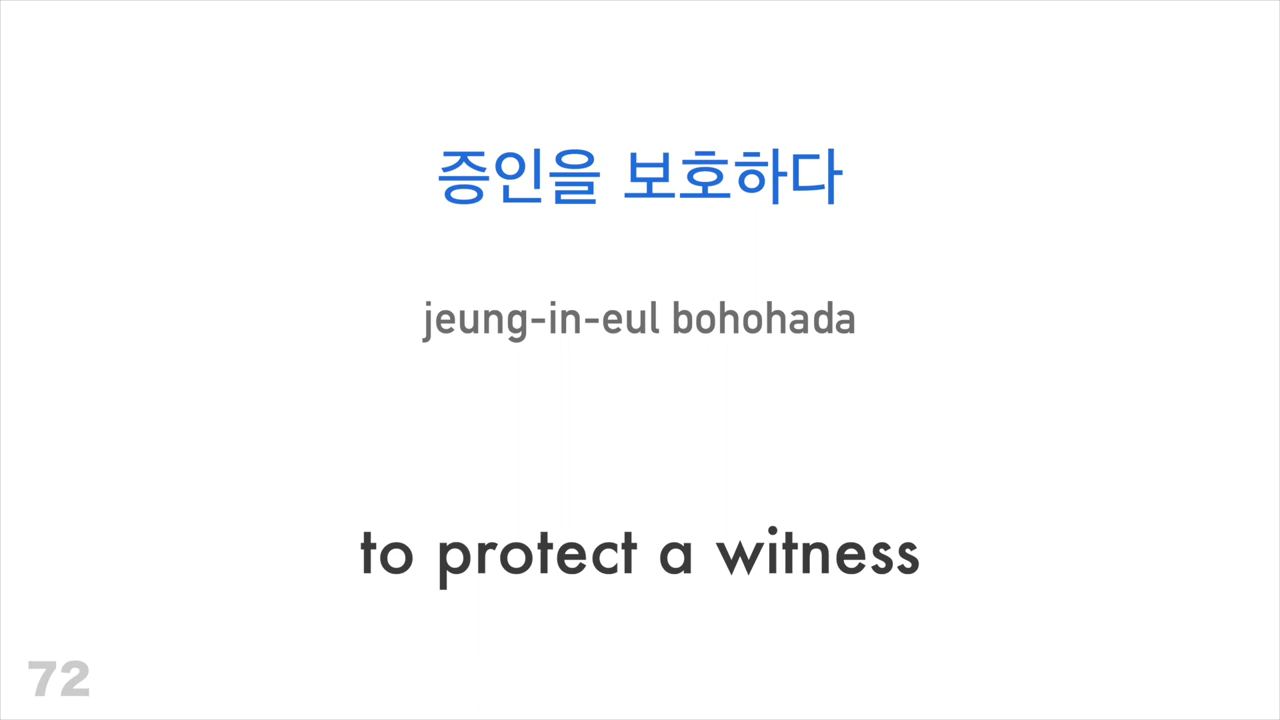 증인을 보호하다
jeung-in-eul bohohada
to protect a witness
72